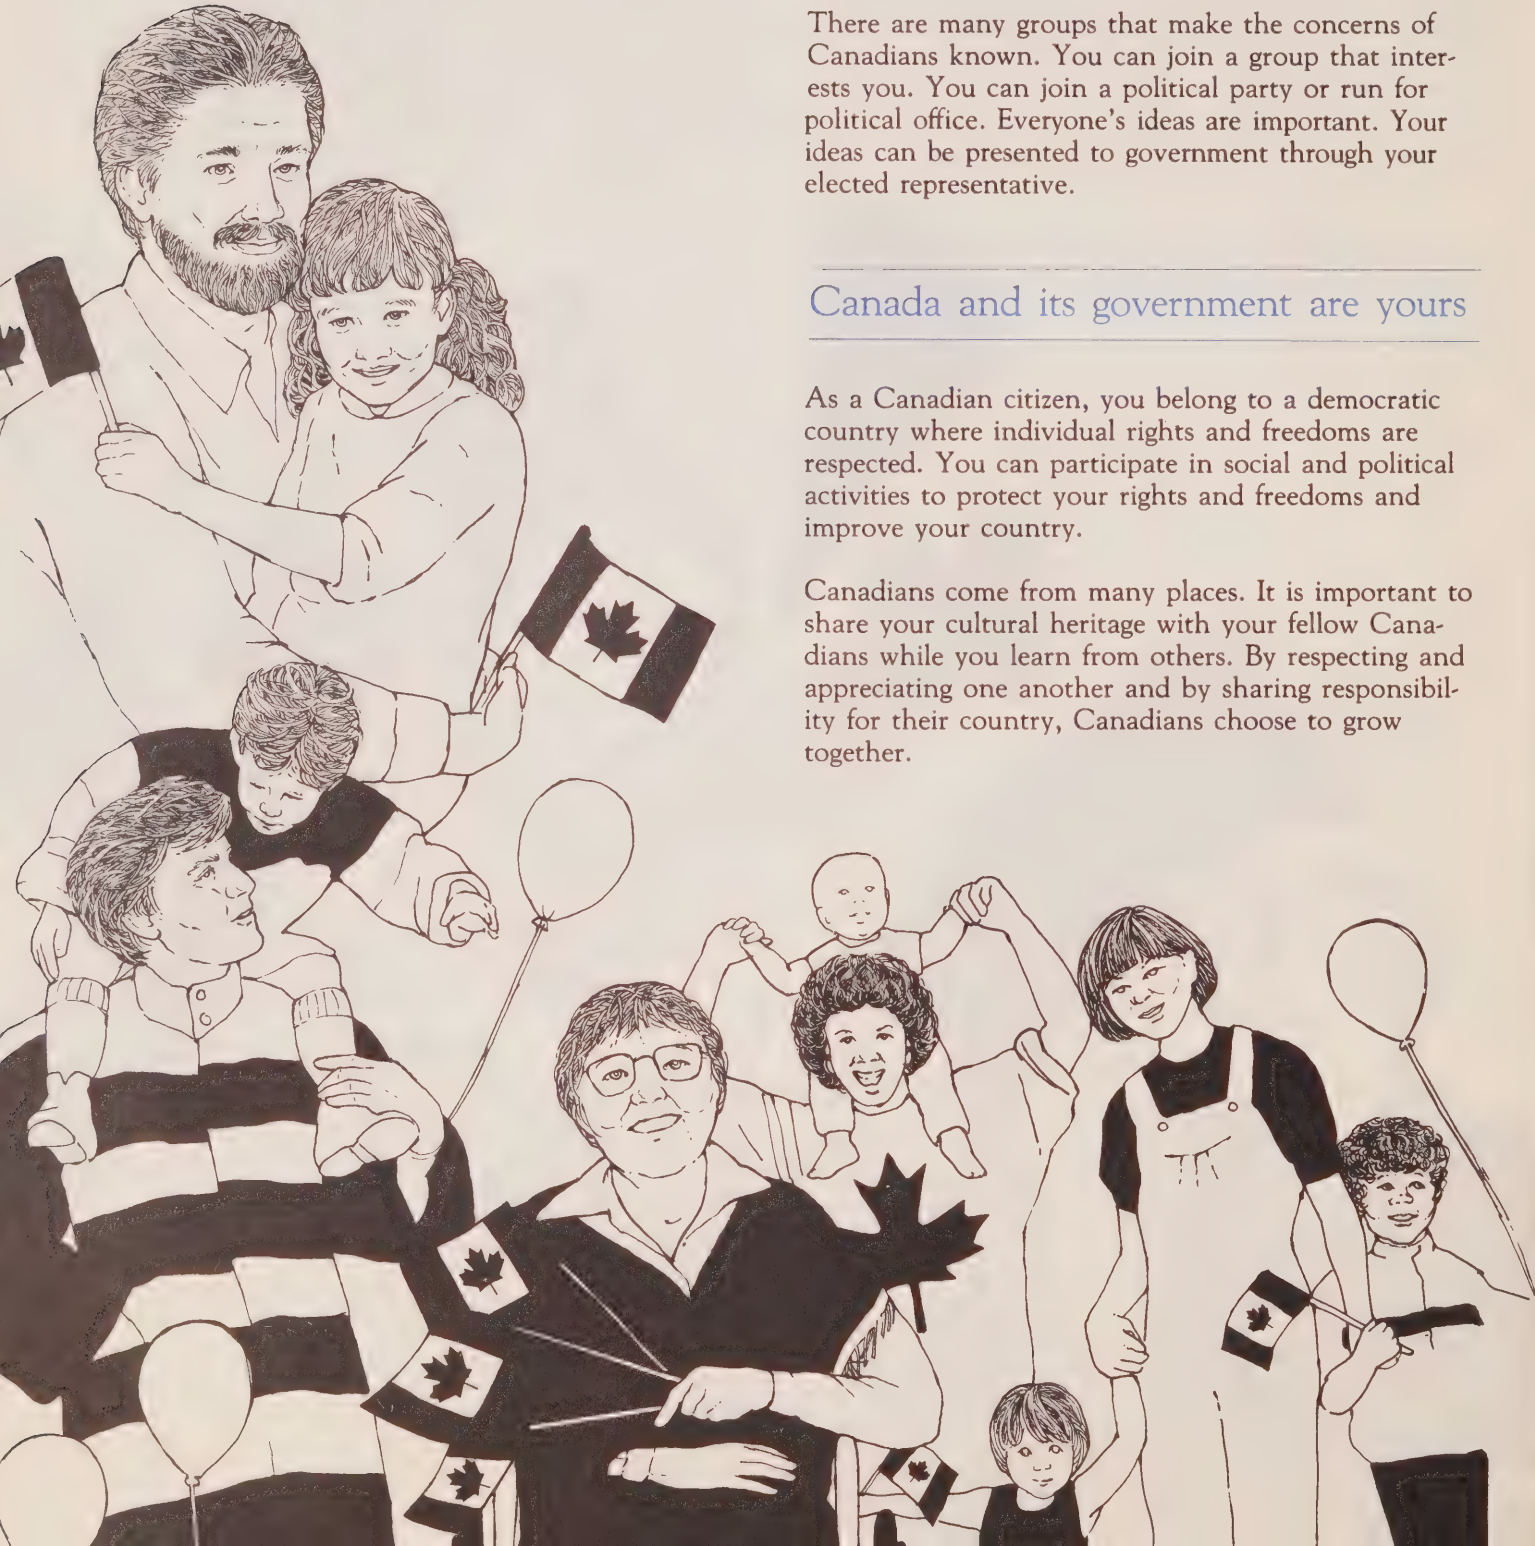 There are many groups that make the concerns of
Canadians known. You can join a group that inter-
ests you. You can join a political party or run for
political office. Everyone's ideas are important. Your
ideas can be presented to government through your
elected representative.
Canada and its government are yours
As a Canadian citizen, you belong to a democratic
country where individual rights and freedoms are
respected. You can participate in social and political
activities to protect your rights and freedoms and
improve your country.
Canadians come from many places. It is important to
share your cultural heritage with your fellow Cana-
dians while you learn from others. By respecting and
appreciating one another and by sharing responsibil-
ity for their country, Canadians choose to grow
together.